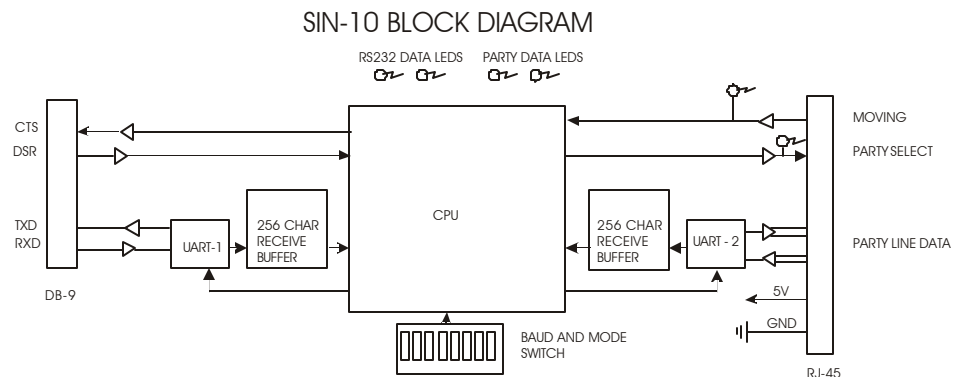 SIN-10 BLOCK DIAGRAM
RS232 DATA LEDS
PARTY DATA LEDS
CTS
DSR
TXD
RXD
DB-9
UART-1
256 CHAR
RECEIVE
BUFFER
CPU
256 CHAR
RECEIVE
BUFFER
UART - 2
MOVING
PARTY SELECT
PARTY LINE DATA
5V
GND
RJ-45
BAUD AND MODE
SWITCH